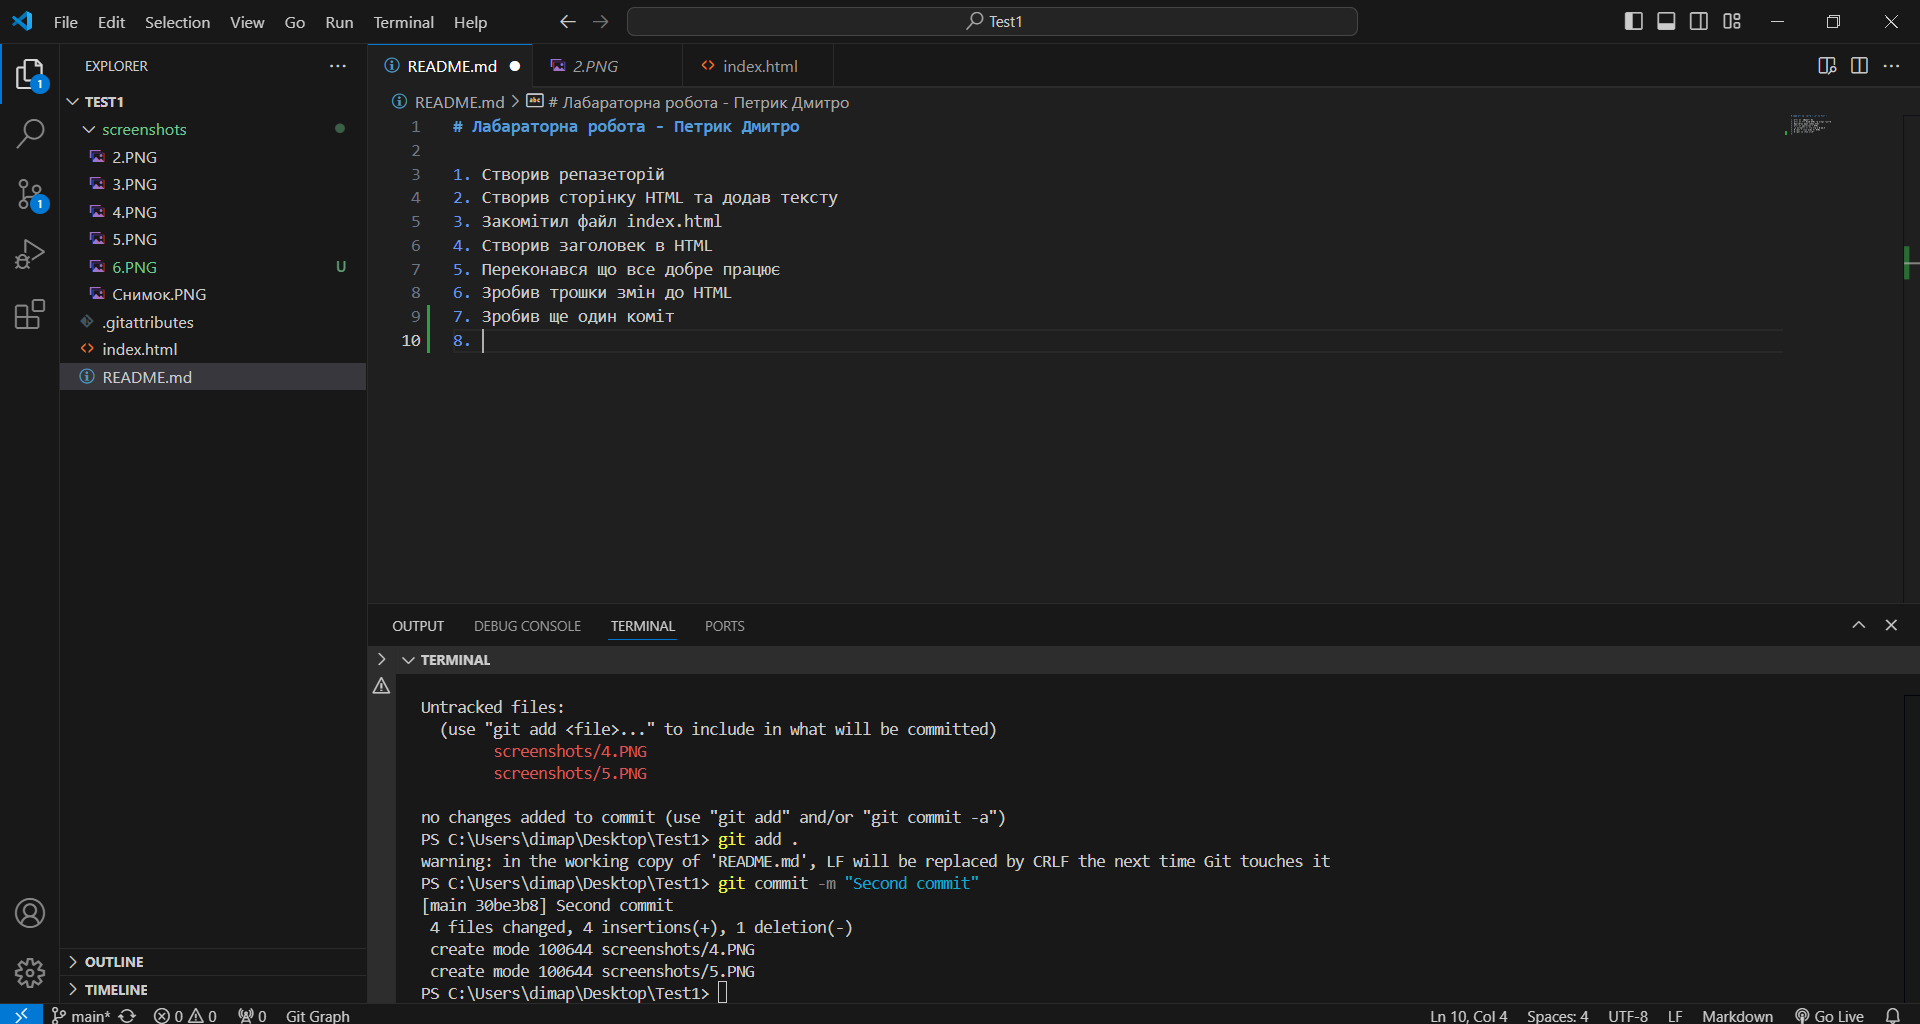 File Edit Selection View Go Run Terminal Help
Test1
EXPLORER
TEST1
screenshots
2.PNG
3.PNG
4.PNG
5.PNG
6.PNG U
Снимок.PNG
.gitattributes
index.html
README.md
OUTLINE
TIMELINE
README.md
2.PNG
index.html
README.md > # Лабараторна робота - Петрик Дмитро
1 # Лабараторна робота - Петрик Дмитро
2
3 1. Створив репазеторій
4 2. Створив сторінку HTML та додав тексту
5 3. Закомітил файл index.html
6 4. Створив заголовек в HTML
7 5. Переконався що все добре працює
8 6. Зробив трошки змін до HTML
9 7. Зробив ще один коміт
10 8.
OUTPUT DEBUG CONSOLE TERMINAL PORTS
TERMINAL
Untracked files:
(use "git add <file>..." to include in what will be committed)
screenshots/4.PNG
screenshots/5.PNG
no changes added to commit (use "git add" and/or "git commit -a")
PS C:\Users\dimap\Desktop\Test1> git add .
warning: in the working copy of 'README.md', LF will be replaced by CRLF the next time Git touches it
PS C:\Users\dimap\Desktop\Test1> git commit -m "Second commit"
[main 30be3b8] Second commit
4 files changed, 4 insertions(+), 1 deletion(-)
create mode 100644 screenshots/4.PNG
create mode 100644 screenshots/5.PNG
PS C:\Users\dimap\Desktop\Test1>
main* 0 0 0 Git Graph
Ln 10, Col 4 Spaces: 4 UTF-8 LF Markdown Go Live
1
1